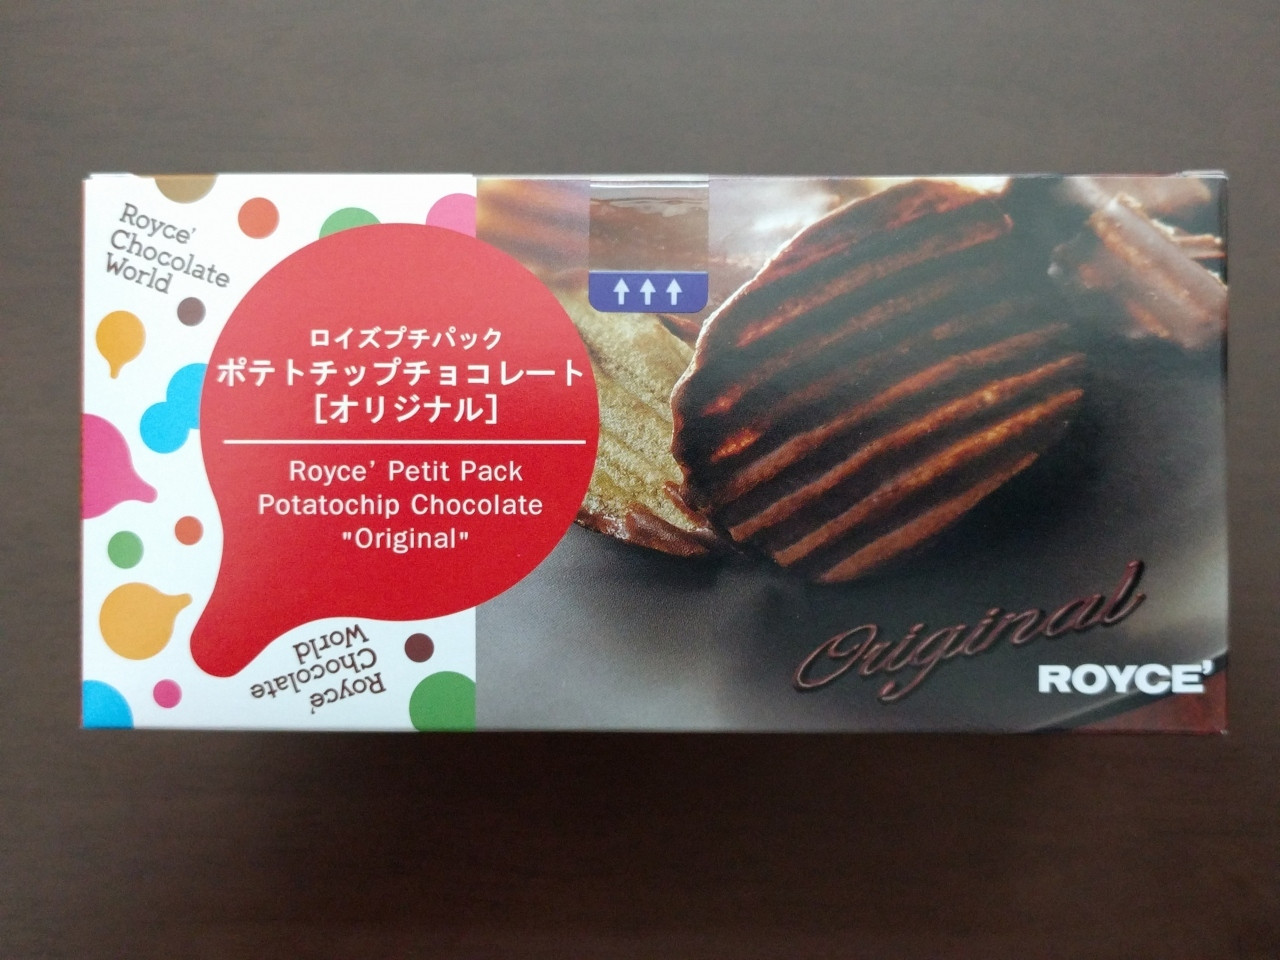 Royce'
Chocolate
World
ロイズプチパック
ポテトチップチョコレート
[オリジナル]
Royce' Petit Pack
Potatochip Chocolate
"Original"
Royce'
Chocolate
World
Original
ROYCE'